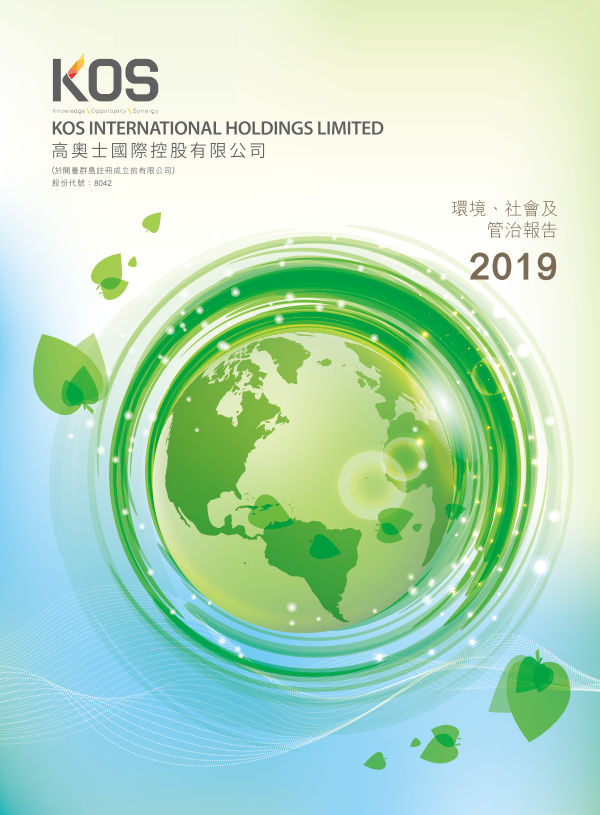 KOS
Knowledge \ Opportunity \ Synergy
KOS INTERNATIONAL HOLDINGS LIMITED
高奧士國際控股有限公司
(於開曼群島註冊成立的有限公司)
股份代號：8042
環境、社會及
管治報告
2019